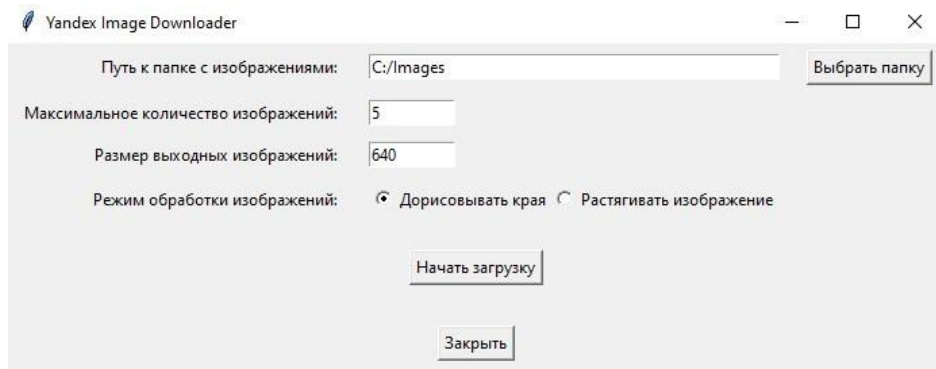 Yandex Image Downloader
Путь к папке с изображениями: C:/Images Выбрать папку
Максимальное количество изображений: 5
Размер выходных изображений: 640
Режим обработки изображений: Дорисовывать края Растягивать изображение
Начать загрузку
Закрыть